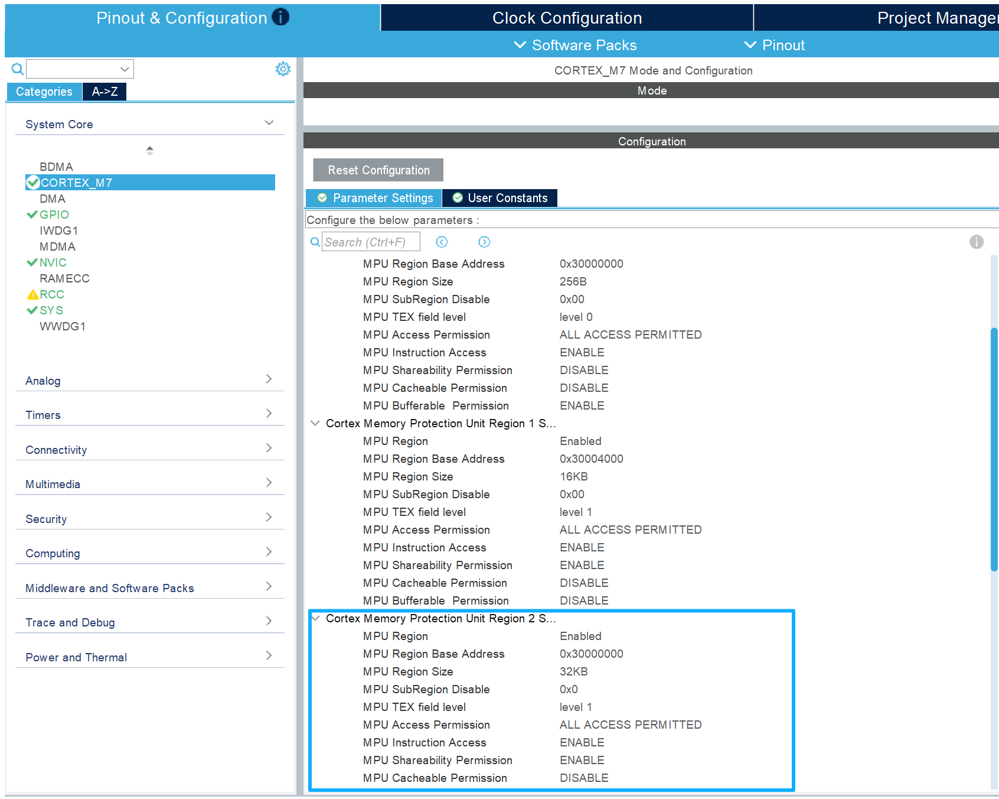 Pinout & Configuration
Clock Configuration
Project Manager
Software Packs
Pinout
Categories
A->Z
System Core
BDMA
CORTEX_M7
DMA
GPIO
IWDG1
MDMA
NVIC
RAMECC
RCC
SYS
WWDG1
Analog
Timers
Connectivity
Multimedia
Security
Computing
Middleware and Software Packs
Trace and Debug
Power and Thermal
CORTEX_M7 Mode and Configuration
Mode
Configuration
Reset Configuration
Parameter Settings
User Constants
Configure the below parameters :
Search (Ctrl+F)
MPU Region Base Address 0x30000000
MPU Region Size 256B
MPU SubRegion Disable 0x00
MPU TEX field level level 0
MPU Access Permission ALL ACCESS PERMITTED
MPU Instruction Access ENABLE
MPU Shareability Permission DISABLE
MPU Cacheable Permission DISABLE
MPU Bufferable Permission ENABLE
Cortex Memory Protection Unit Region 1 S...
MPU Region Enabled
MPU Region Base Address 0x30004000
MPU Region Size 16KB
MPU SubRegion Disable 0x00
MPU TEX field level level 1
MPU Access Permission ALL ACCESS PERMITTED
MPU Instruction Access ENABLE
MPU Shareability Permission ENABLE
MPU Cacheable Permission DISABLE
MPU Bufferable Permission DISABLE
Cortex Memory Protection Unit Region 2 S...
MPU Region Enabled
MPU Region Base Address 0x30000000
MPU Region Size 32KB
MPU SubRegion Disable 0x0
MPU TEX field level level 1
MPU Access Permission ALL ACCESS PERMITTED
MPU Instruction Access ENABLE
MPU Shareability Permission ENABLE
MPU Cacheable Permission DISABLE